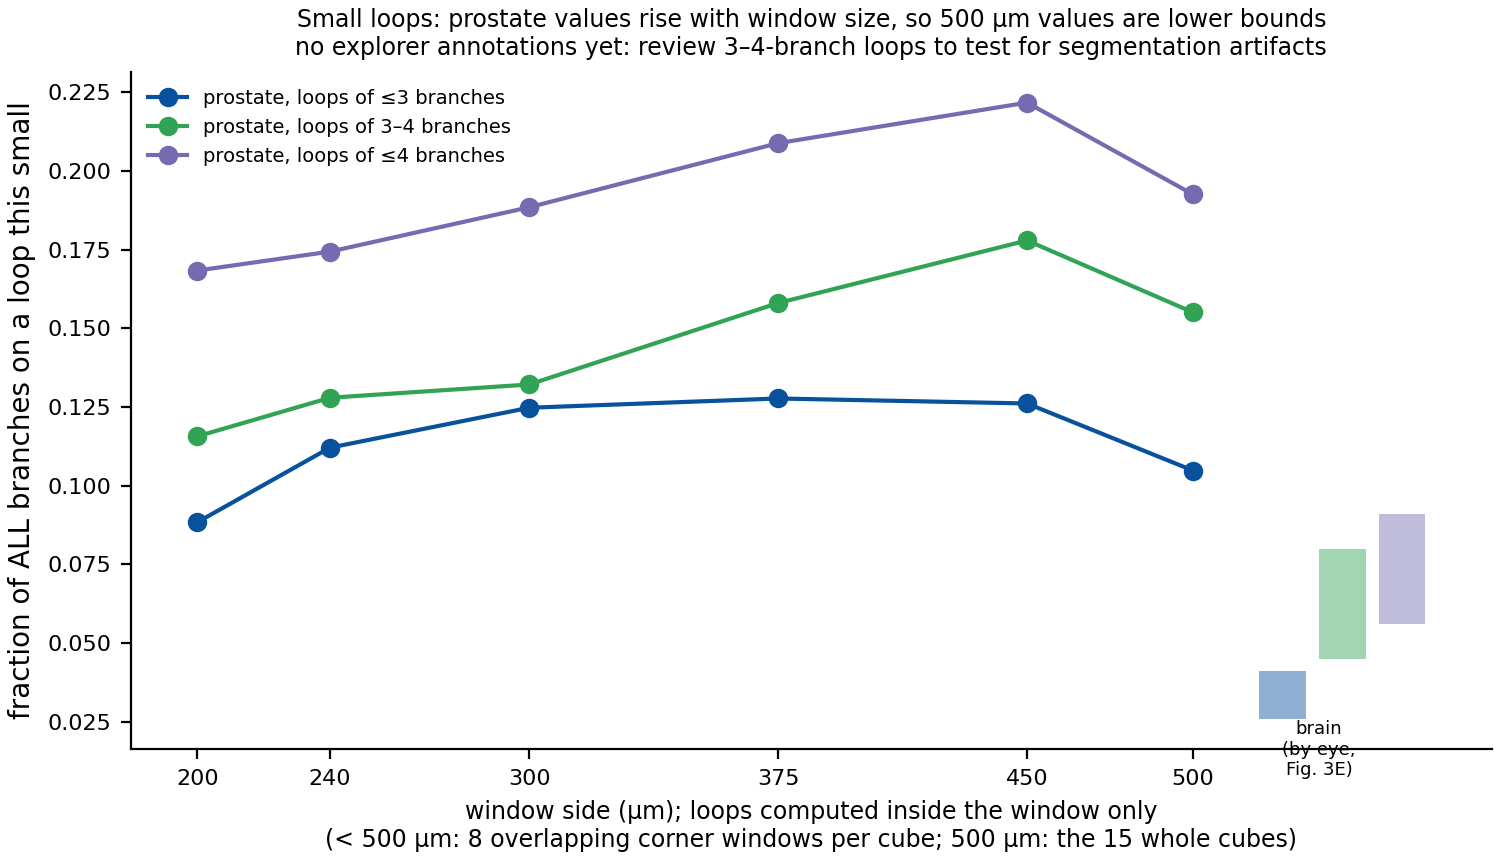 Small loops: prostate values rise with window size, so 500 µm values are lower bounds
no explorer annotations yet: review 3–4-branch loops to test for segmentation artifacts
fraction of ALL branches on a loop this small
0.225
0.200
0.175
0.150
0.125
0.100
0.075
0.050
0.025
prostate, loops of ≤3 branches
prostate, loops of 3–4 branches
prostate, loops of ≤4 branches
brain
(by eye,
Fig. 3E)
200 240 300 375 450 500
window side (µm); loops computed inside the window only
(< 500 µm: 8 overlapping corner windows per cube; 500 µm: the 15 whole cubes)